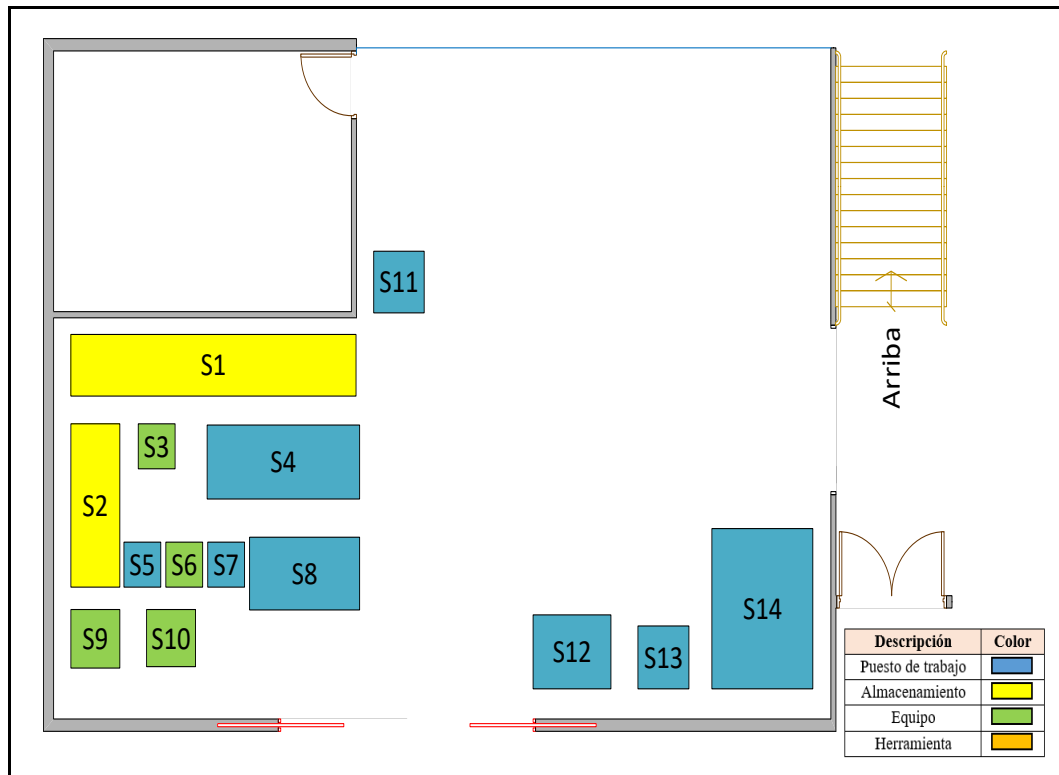 S11
S1
S3
S4
S2
S5
S6
S7
S8
S9
S10
S12
S13
S14
Arriba
Descripción Color
Puesto de trabajo
Almacenamiento
Equipo
Herramienta